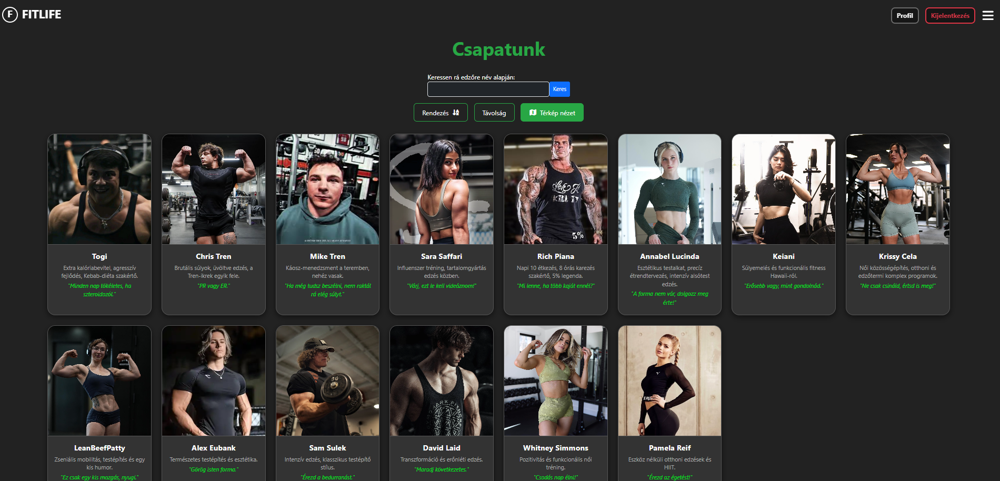 F FITLIFE
Profil
Kijelentkezés
Csapatunk
Keressen rá edzőre név alapján:
Keres
Rendezés
Távolság
Térkép nézet
KILL IT
5%
Togi
Extra kalóriabevitel, agresszív
fejlődés, Kebab-diéta szakértő.
"Minden nap tökéletes, ha
szteroidozól."
Chris Tren
Brutális súlyok, üvöltve edzés, a
Tren-ikrek egyik fele.
"PR vagy ER."
Mike Tren
Káosz-menedzsment a teremben,
nehéz vasak.
"Ha még tudsz beszélni, nem raktál
rá elég súlyt."
Sara Saffari
Influenszer tréning, tartalomgyártás
edzés közben.
"Várj, ezt le kell videóznom!"
Rich Piana
Napi 10 étkezés, 8 órás karezés
szakértő, 5% legenda.
"Mi lenne, ha több kaját ennél?"
Annabel Lucinda
Esztétikus testalkat, precíz
étrendtervezés, intenzív alsótest
edzés.
"A forma nem vár, dolgozz meg
érte!"
Keiani
Súlyemelés és funkcionális fitness
Hawaii-ról.
"Erősebb vagy, mint gondolnád."
Krissy Cela
Női közösségépítés, otthoni és
edzőtermi komplex programok.
"Ne csak csináld, értsd is meg!"
LeanBeefPatty
Zseniális mobilitás, testépítés és egy
kis humor.
"Ez csak egy kis mozgás, nyugi."
Alex Eubank
Természetes testépítés és esztétika.
"Görög isten forma."
Sam Sulek
Intenzív edzés, klasszikus testépítő
stílus.
"Érezd a bedurranást."
David Laid
Transzformáció és erőnléti edzés.
"Maradj következetes."
Whitney Simmons
Pozitivitás és funkcionális női
tréning.
"Csodás nap élni!"
Pamela Reif
Eszköz nélküli otthoni edzések és
HIIT.
"Érezd az égetést!"